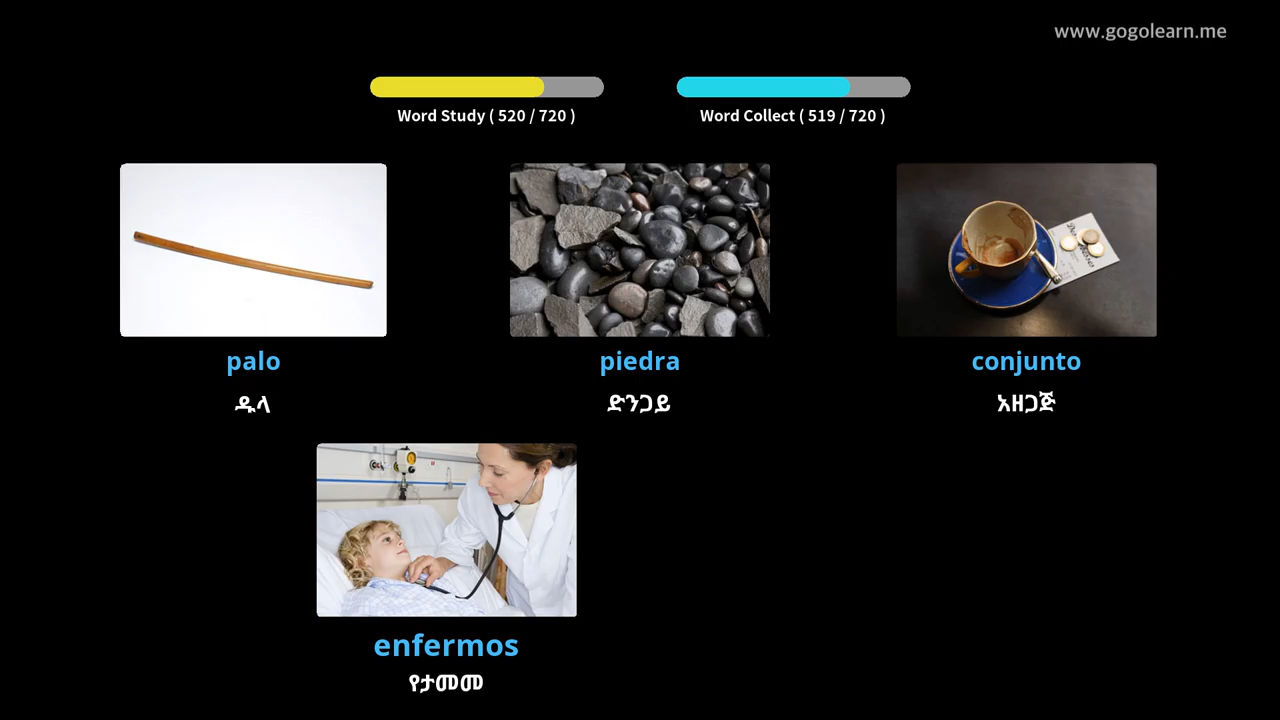 www.gogolearn.me
Word Study ( 520 / 720 )
Word Collect ( 519 / 720 )
palo
piedra
conjunto
ዱላ
ድንጋይ
አዘጋጅ
enfermos
የታመመ